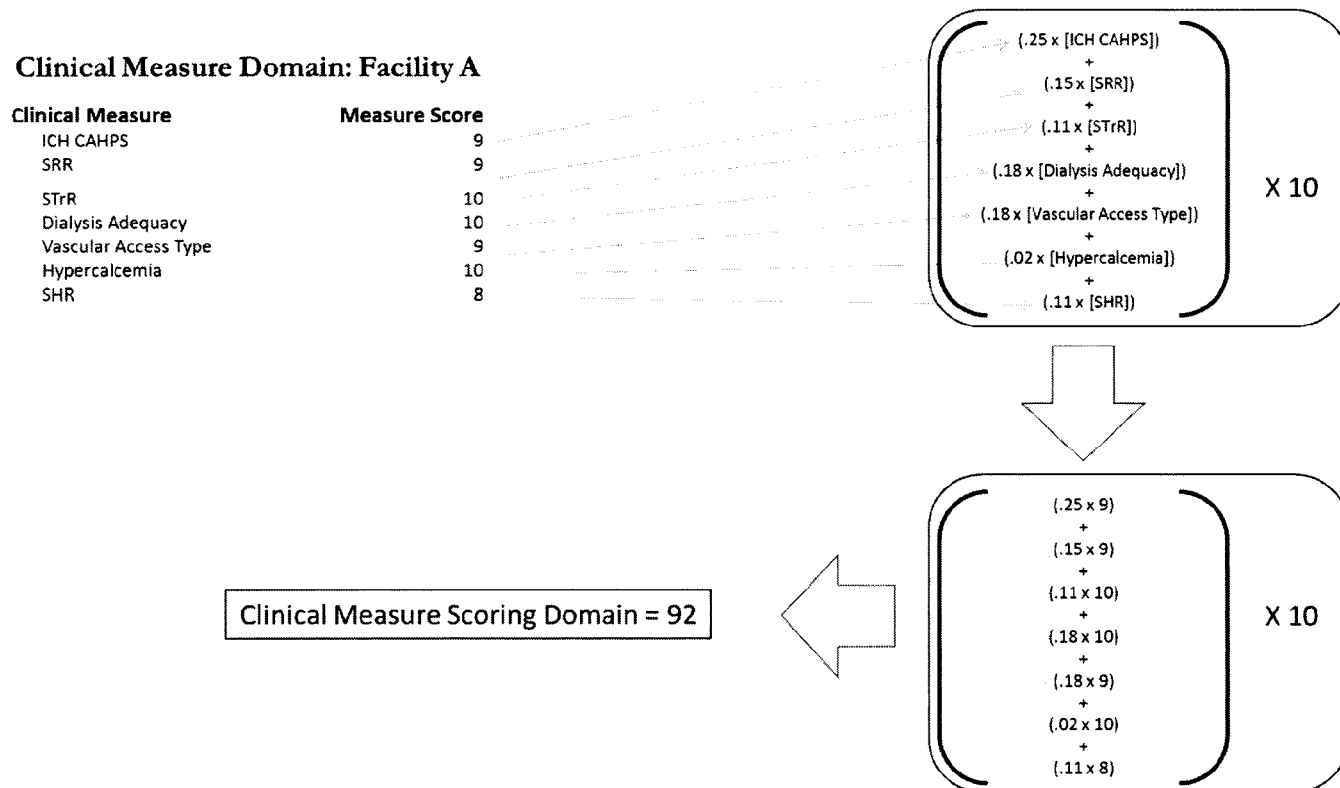 Clinical Measure Domain: Facility A
Clinical Measure Measure Score
ICH CAHPS 9
SRR 9
STrR 10
Dialysis Adequacy 10
Vascular Access Type 9
Hypercalcemia 10
SHR 8
(.25 x [ICH CAHPS])
+
(.15 x [SRR])
+
(.11 x [STrR])
+
(.18 x [Dialysis Adequacy])
+
(.18 x [Vascular Access Type])
+
(.02 x [Hypercalcemia])
+
(.11 x [SHR])
X 10
(.25 x 9)
+
(.15 x 9)
+
(.11 x 10)
+
(.18 x 10)
+
(.18 x 9)
+
(.02 x 10)
+
(.11 x 8)
X 10
Clinical Measure Scoring Domain = 92